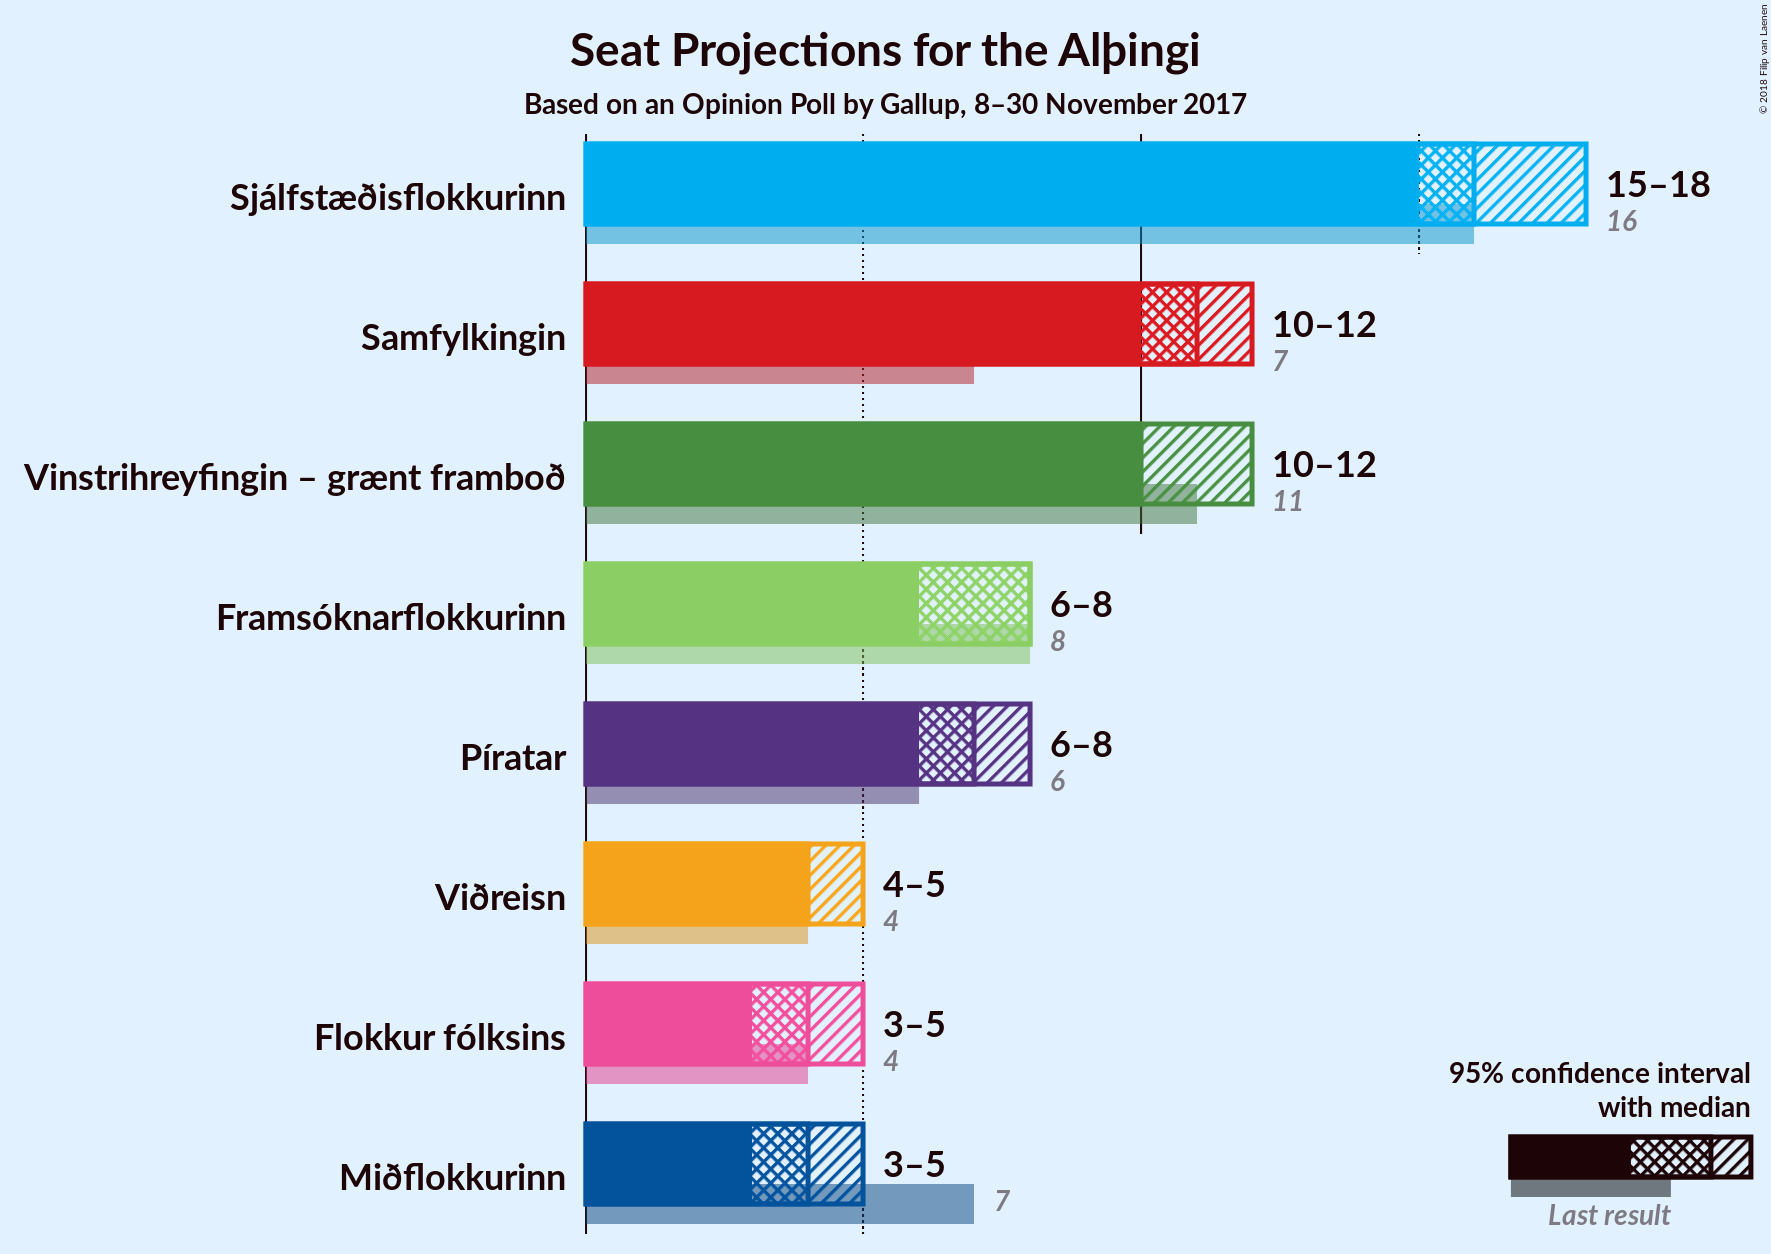 Seat Projections for the Alþingi
Based on an Opinion Poll by Gallup, 8–30 November 2017
© 2018 Filip van Laenen
Sjálfstæðisflokkurinn
15–18
16
Samfylkingin
10–12
7
Vinstrihreyfingin – grænt framboð
10–12
11
Framsóknarflokkurinn
6–8
8
Píratar
6–8
6
Viðreisn
4–5
4
Flokkur fólksins
3–5
4
Miðflokkurinn
3–5
7
95% confidence interval
with median
Last result